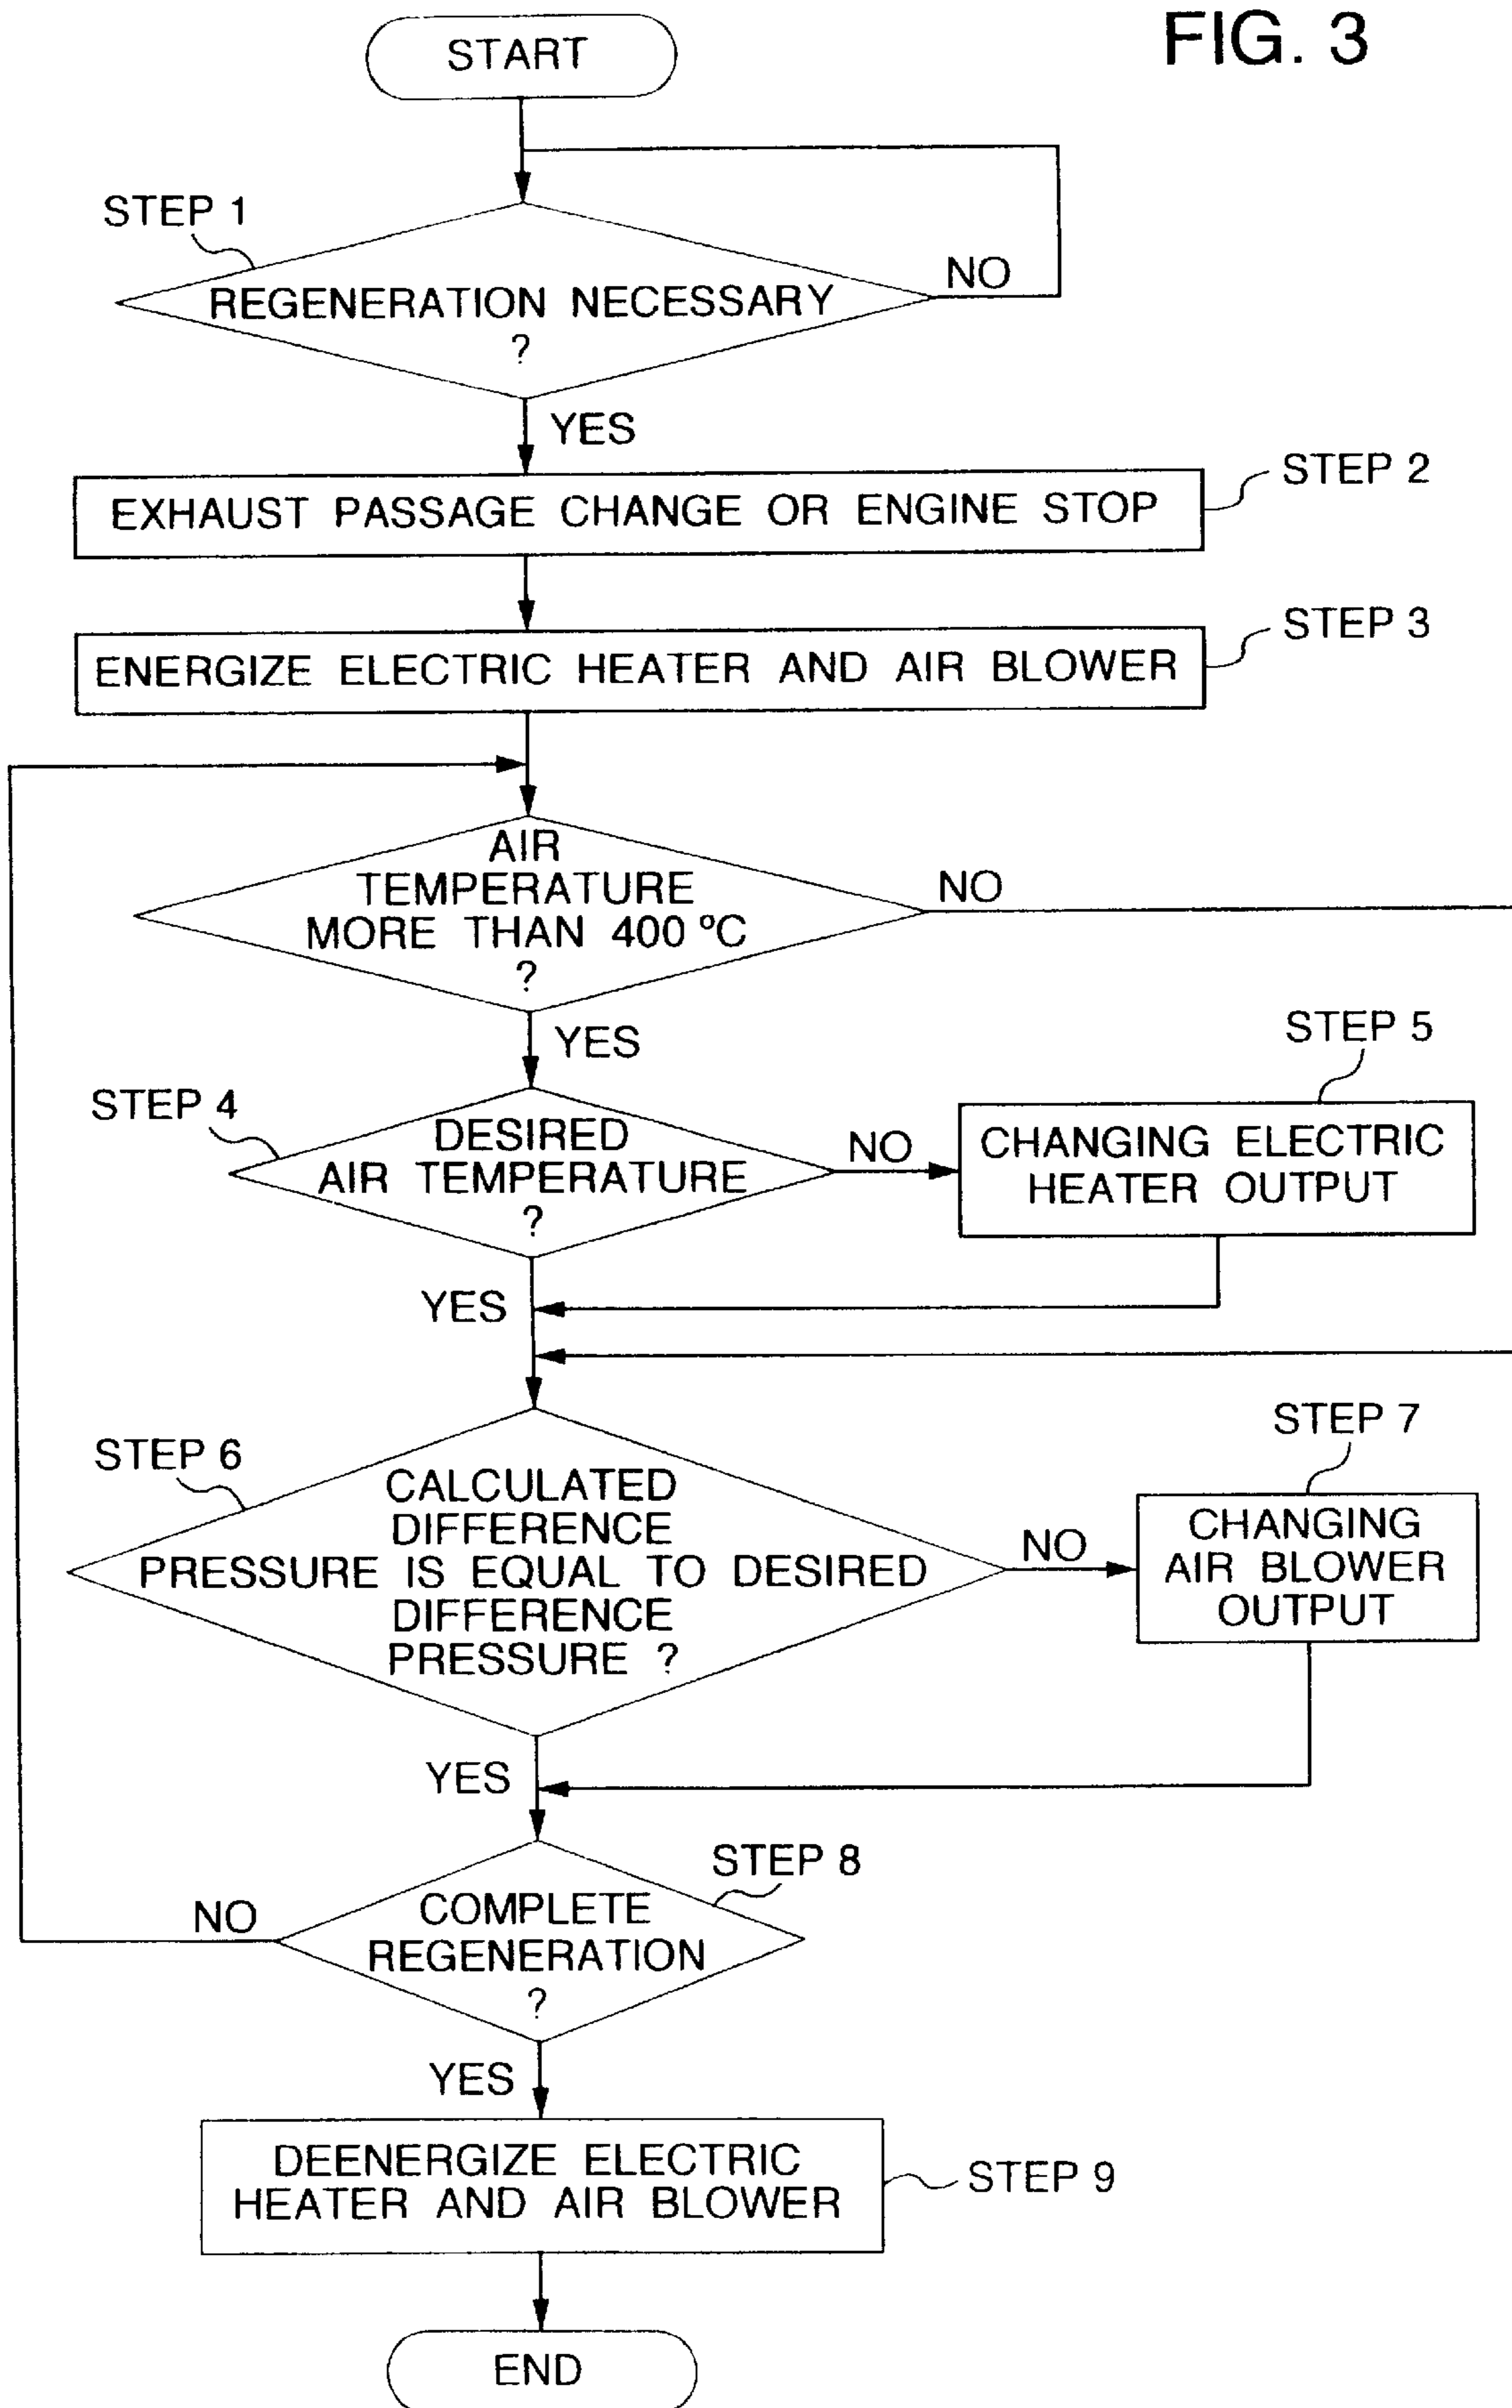 FIG. 3
START
STEP 1
REGENERATION NECESSARY
?
NO
YES
EXHAUST PASSAGE CHANGE OR ENGINE STOP
STEP 2
ENERGIZE ELECTRIC HEATER AND AIR BLOWER
STEP 3
AIR
TEMPERATURE
MORE THAN 400 ºC
?
NO
YES
STEP 4
DESIRED
AIR TEMPERATURE
?
NO
STEP 5
CHANGING ELECTRIC
HEATER OUTPUT
YES
STEP 6
CALCULATED
DIFFERENCE
PRESSURE IS EQUAL TO DESIRED
DIFFERENCE
PRESSURE ?
NO
STEP 7
CHANGING
AIR BLOWER
OUTPUT
YES
STEP 8
COMPLETE
REGENERATION
?
NO
YES
DEENERGIZE ELECTRIC
HEATER AND AIR BLOWER
STEP 9
END